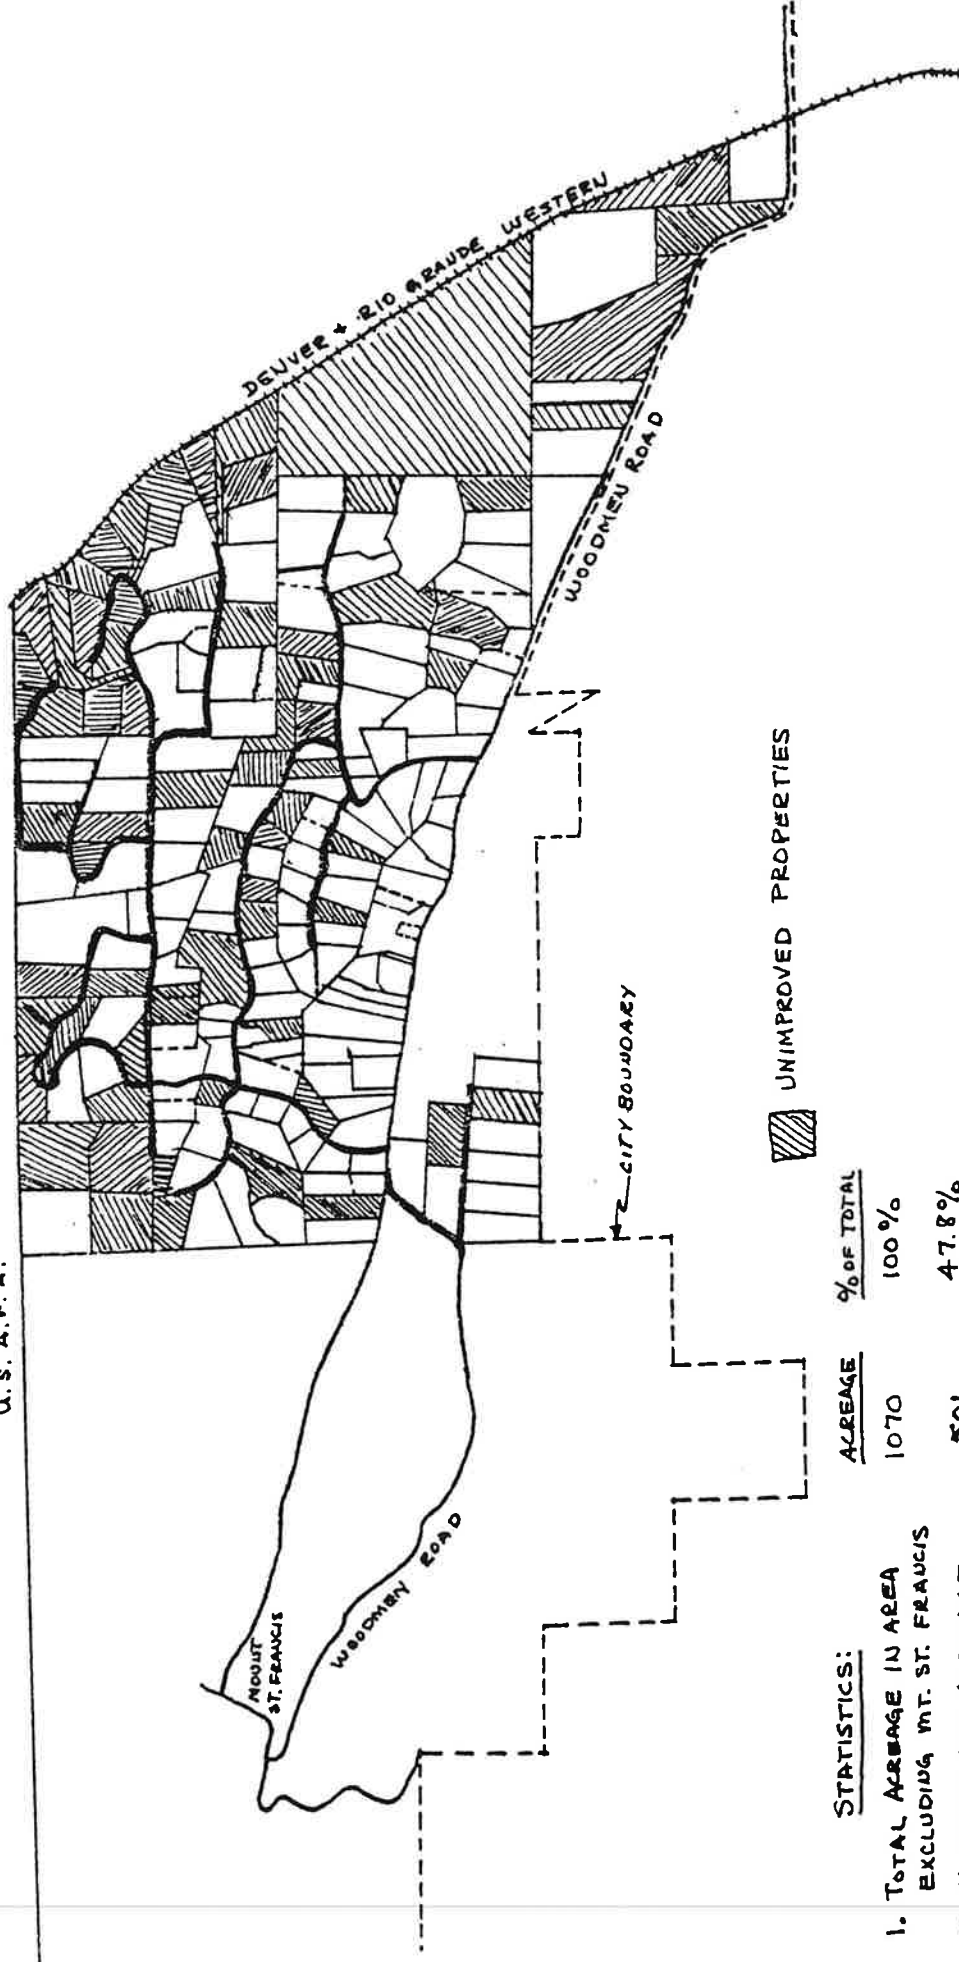 U. S. A. F. A.
DENVER & RIO GRANDE WESTERN
WOODMEN ROAD
N
CITY BOUNDARY
UNIMPROVED PROPERTIES
MOUNT
ST. FRANCIS
WOODMEN ROAD
STATISTICS: ACREAGE % OF TOTAL
1. TOTAL ACREAGE IN AREA 1070 100%
EXCLUDING MT. ST. FRANCIS
47.8%